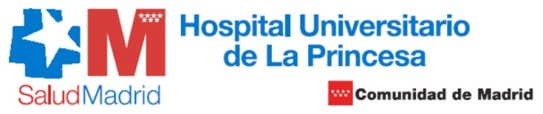 M
SaludMadrid
Hospital Universitario
de La Princesa
Comunidad de Madrid